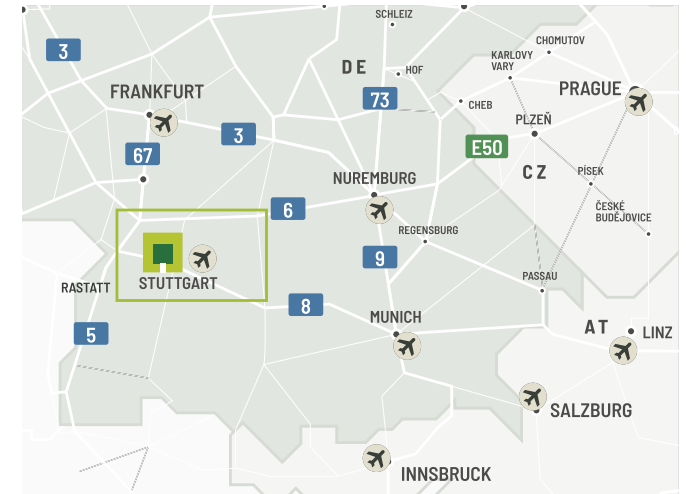 SCHLEIZ
3
DE
HOF
CHOMUTOV
KARLOVY
VARY
FRANKFURT
73
CHEB
PRAGUE
3
PLZEŇ
67
E50
CZ
NUREMBURG
PÍSEK
6
ČESKÉ
BUDĚJOVICE
REGENSBURG
9
PASSAU
RASTATT
STUTTGART
8
MUNICH
5
AT
LINZ
SALZBURG
INNSBRUCK